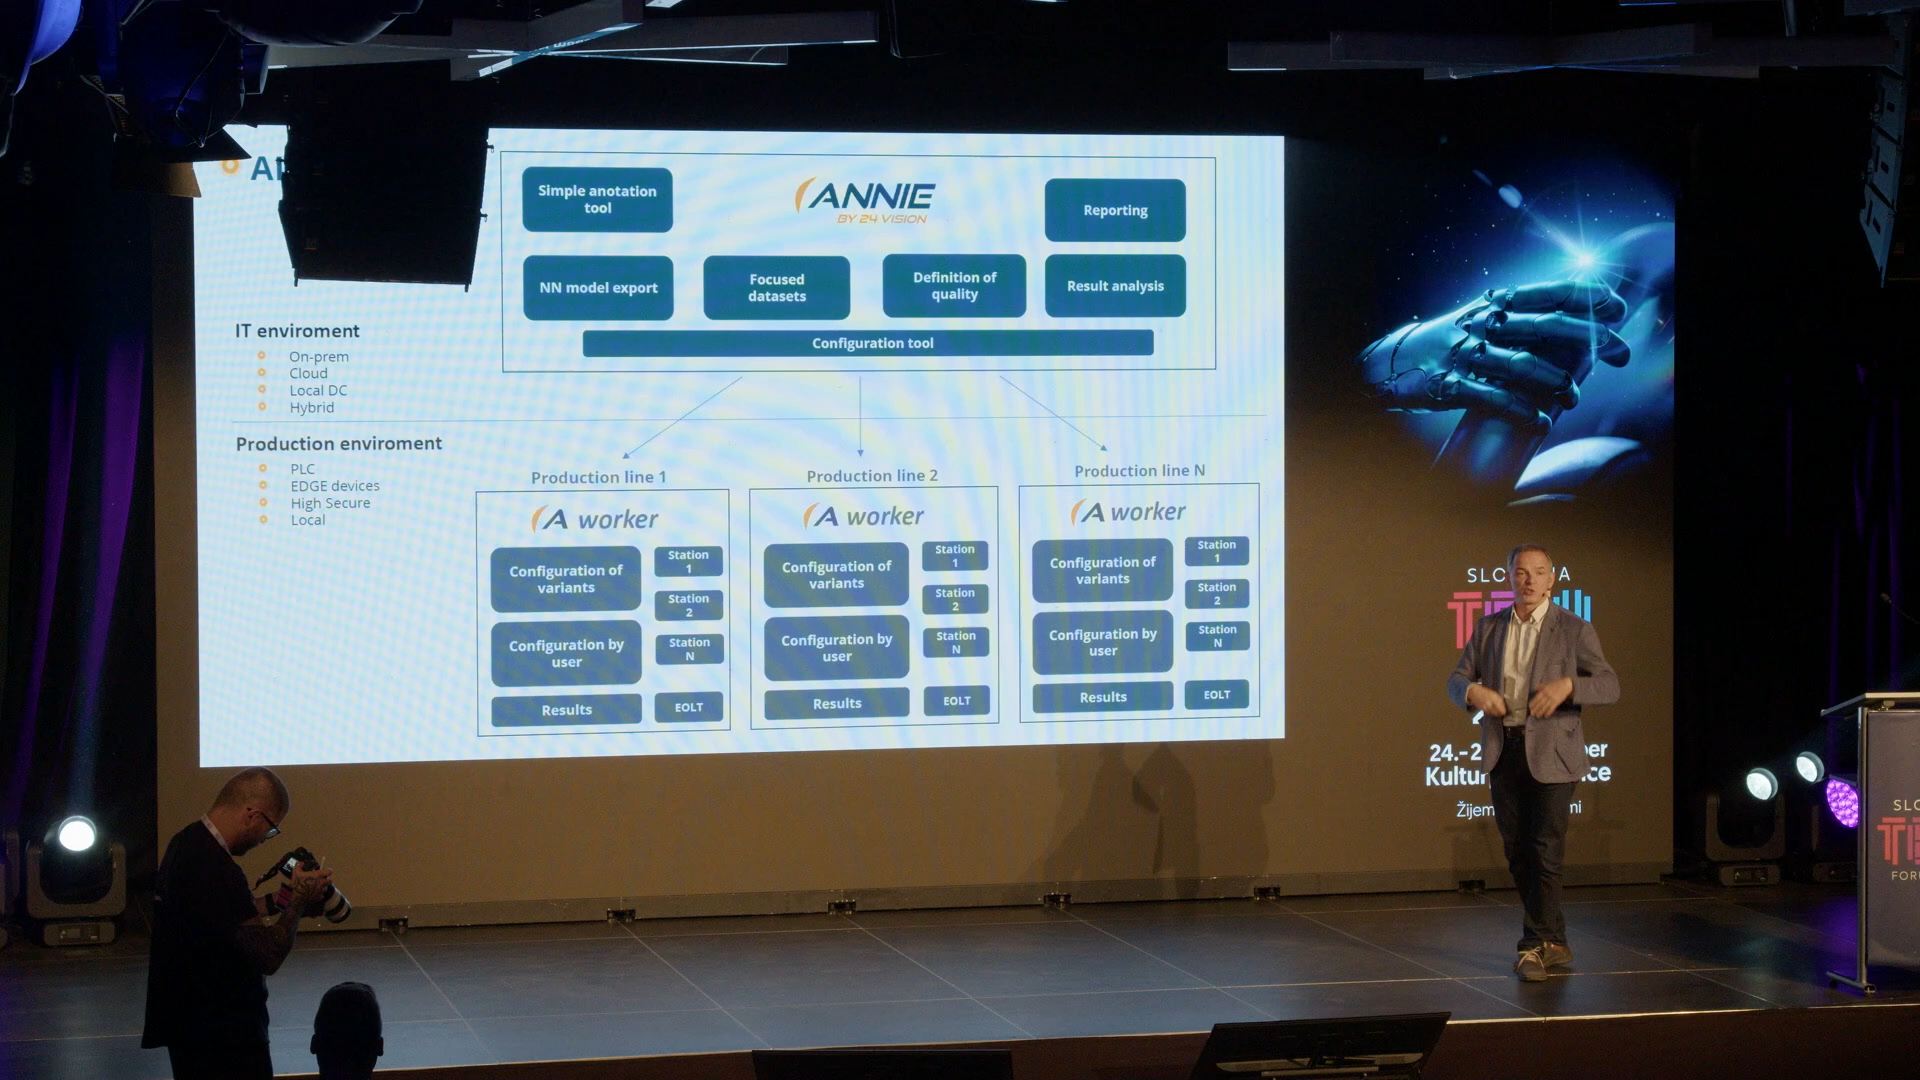 Simple anotation
tool
ANNIE
BY 24 VISION
Reporting
NN model export
Focused
datasets
Definition of
quality
Result analysis
Configuration tool
IT enviroment
On-prem
Cloud
Local DC
Hybrid
Production enviroment
PLC
EDGE devices
High Secure
Local
Production line 1
A worker
Configuration of
variants
Configuration by
user
Results
Station
1
Station
2
Station
N
EOLT
Production line 2
A worker
Configuration of
variants
Configuration by
user
Results
Station
1
Station
2
Station
N
EOLT
Production line N
A worker
Configuration of
variants
Configuration by
user
Results
Station
1
Station
2
Station
N
EOLT